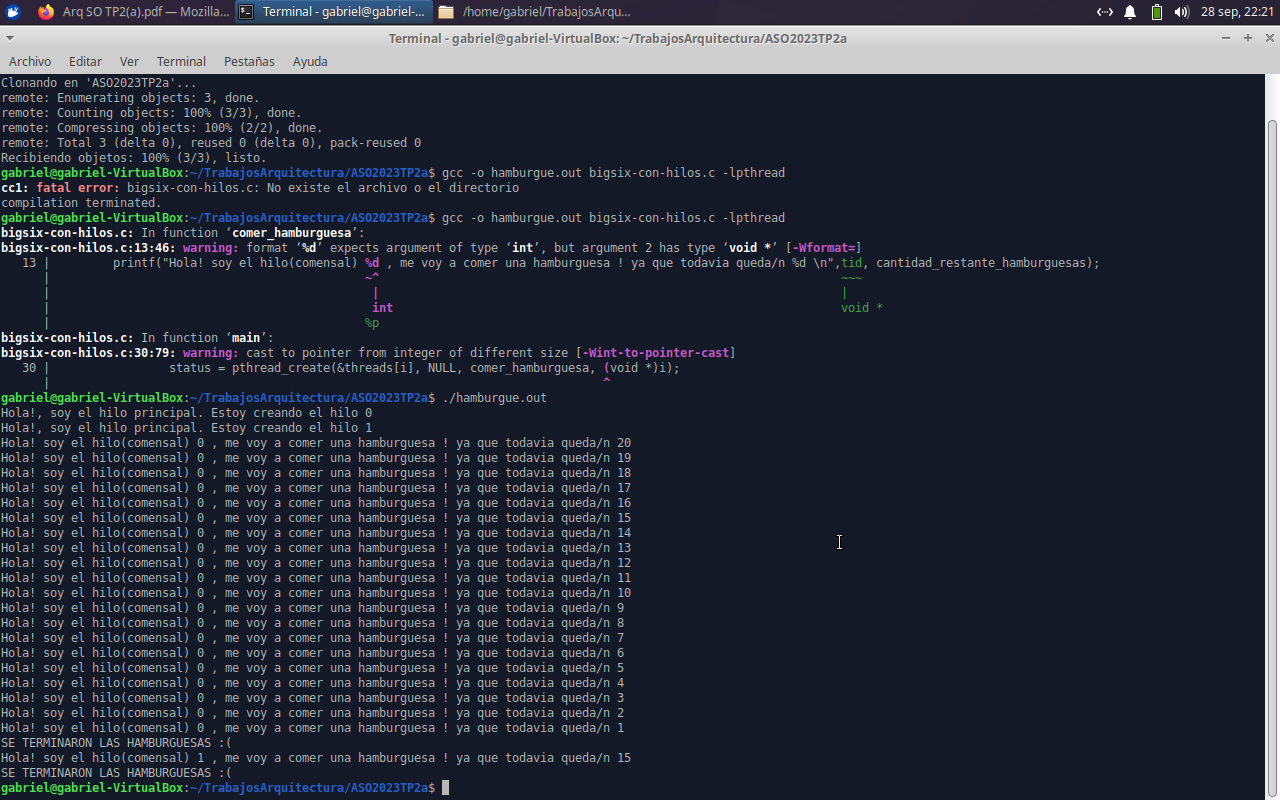 Arq SO TP2(a).pdf — Mozilla... Terminal - gabriel@gabriel-... /home/gabriel/TrabajosArqu... 28 sep, 22:21
Terminal - gabriel@gabriel-VirtualBox: ~/TrabajosArquitectura/ASO2023TP2a
Archivo Editar Ver Terminal Pestañas Ayuda
Clonando en 'ASO2023TP2a'...
remote: Enumerating objects: 3, done.
remote: Counting objects: 100% (3/3), done.
remote: Compressing objects: 100% (2/2), done.
remote: Total 3 (delta 0), reused 0 (delta 0), pack-reused 0
Recibiendo objetos: 100% (3/3), listo.
gabriel@gabriel-VirtualBox:~/TrabajosArquitectura/ASO2023TP2a$ gcc -o hamburgue.out bigsix-con-hilos.c -lpthread
cc1: fatal error: bigsix-con-hilos.c: No existe el archivo o el directorio
compilation terminated.
gabriel@gabriel-VirtualBox:~/TrabajosArquitectura/ASO2023TP2a$ gcc -o hamburgue.out bigsix-con-hilos.c -lpthread
bigsix-con-hilos.c: In function ‘comer_hamburguesa’:
bigsix-con-hilos.c:13:46: warning: format ‘%d’ expects argument of type ‘int’, but argument 2 has type ‘void *’ [-Wformat=]
   13 |         printf("Hola! soy el hilo(comensal) %d , me voy a comer una hamburguesa ! ya que todavia queda/n %d \n",tid, cantidad_restante_hamburguesas);
      |                                             ~^                                                                  ~~~
      |                                              |                                                                  |
      |                                              int                                                                void *
      |                                             %p
bigsix-con-hilos.c: In function ‘main’:
bigsix-con-hilos.c:30:79: warning: cast to pointer from integer of different size [-Wint-to-pointer-cast]
   30 |                 status = pthread_create(&threads[i], NULL, comer_hamburguesa, (void *)i);
      |                                                                               ^
gabriel@gabriel-VirtualBox:~/TrabajosArquitectura/ASO2023TP2a$ ./hamburgue.out
Hola!, soy el hilo principal. Estoy creando el hilo 0
Hola!, soy el hilo principal. Estoy creando el hilo 1
Hola! soy el hilo(comensal) 0 , me voy a comer una hamburguesa ! ya que todavia queda/n 20
Hola! soy el hilo(comensal) 0 , me voy a comer una hamburguesa ! ya que todavia queda/n 19
Hola! soy el hilo(comensal) 0 , me voy a comer una hamburguesa ! ya que todavia queda/n 18
Hola! soy el hilo(comensal) 0 , me voy a comer una hamburguesa ! ya que todavia queda/n 17
Hola! soy el hilo(comensal) 0 , me voy a comer una hamburguesa ! ya que todavia queda/n 16
Hola! soy el hilo(comensal) 0 , me voy a comer una hamburguesa ! ya que todavia queda/n 15
Hola! soy el hilo(comensal) 0 , me voy a comer una hamburguesa ! ya que todavia queda/n 14
Hola! soy el hilo(comensal) 0 , me voy a comer una hamburguesa ! ya que todavia queda/n 13
Hola! soy el hilo(comensal) 0 , me voy a comer una hamburguesa ! ya que todavia queda/n 12
Hola! soy el hilo(comensal) 0 , me voy a comer una hamburguesa ! ya que todavia queda/n 11
Hola! soy el hilo(comensal) 0 , me voy a comer una hamburguesa ! ya que todavia queda/n 10
Hola! soy el hilo(comensal) 0 , me voy a comer una hamburguesa ! ya que todavia queda/n 9
Hola! soy el hilo(comensal) 0 , me voy a comer una hamburguesa ! ya que todavia queda/n 8
Hola! soy el hilo(comensal) 0 , me voy a comer una hamburguesa ! ya que todavia queda/n 7
Hola! soy el hilo(comensal) 0 , me voy a comer una hamburguesa ! ya que todavia queda/n 6
Hola! soy el hilo(comensal) 0 , me voy a comer una hamburguesa ! ya que todavia queda/n 5
Hola! soy el hilo(comensal) 0 , me voy a comer una hamburguesa ! ya que todavia queda/n 4
Hola! soy el hilo(comensal) 0 , me voy a comer una hamburguesa ! ya que todavia queda/n 3
Hola! soy el hilo(comensal) 0 , me voy a comer una hamburguesa ! ya que todavia queda/n 2
Hola! soy el hilo(comensal) 0 , me voy a comer una hamburguesa ! ya que todavia queda/n 1
SE TERMINARON LAS HAMBURGUESAS :(
Hola! soy el hilo(comensal) 1 , me voy a comer una hamburguesa ! ya que todavia queda/n 15
SE TERMINARON LAS HAMBURGUESAS :(
gabriel@gabriel-VirtualBox:~/TrabajosArquitectura/ASO2023TP2a$